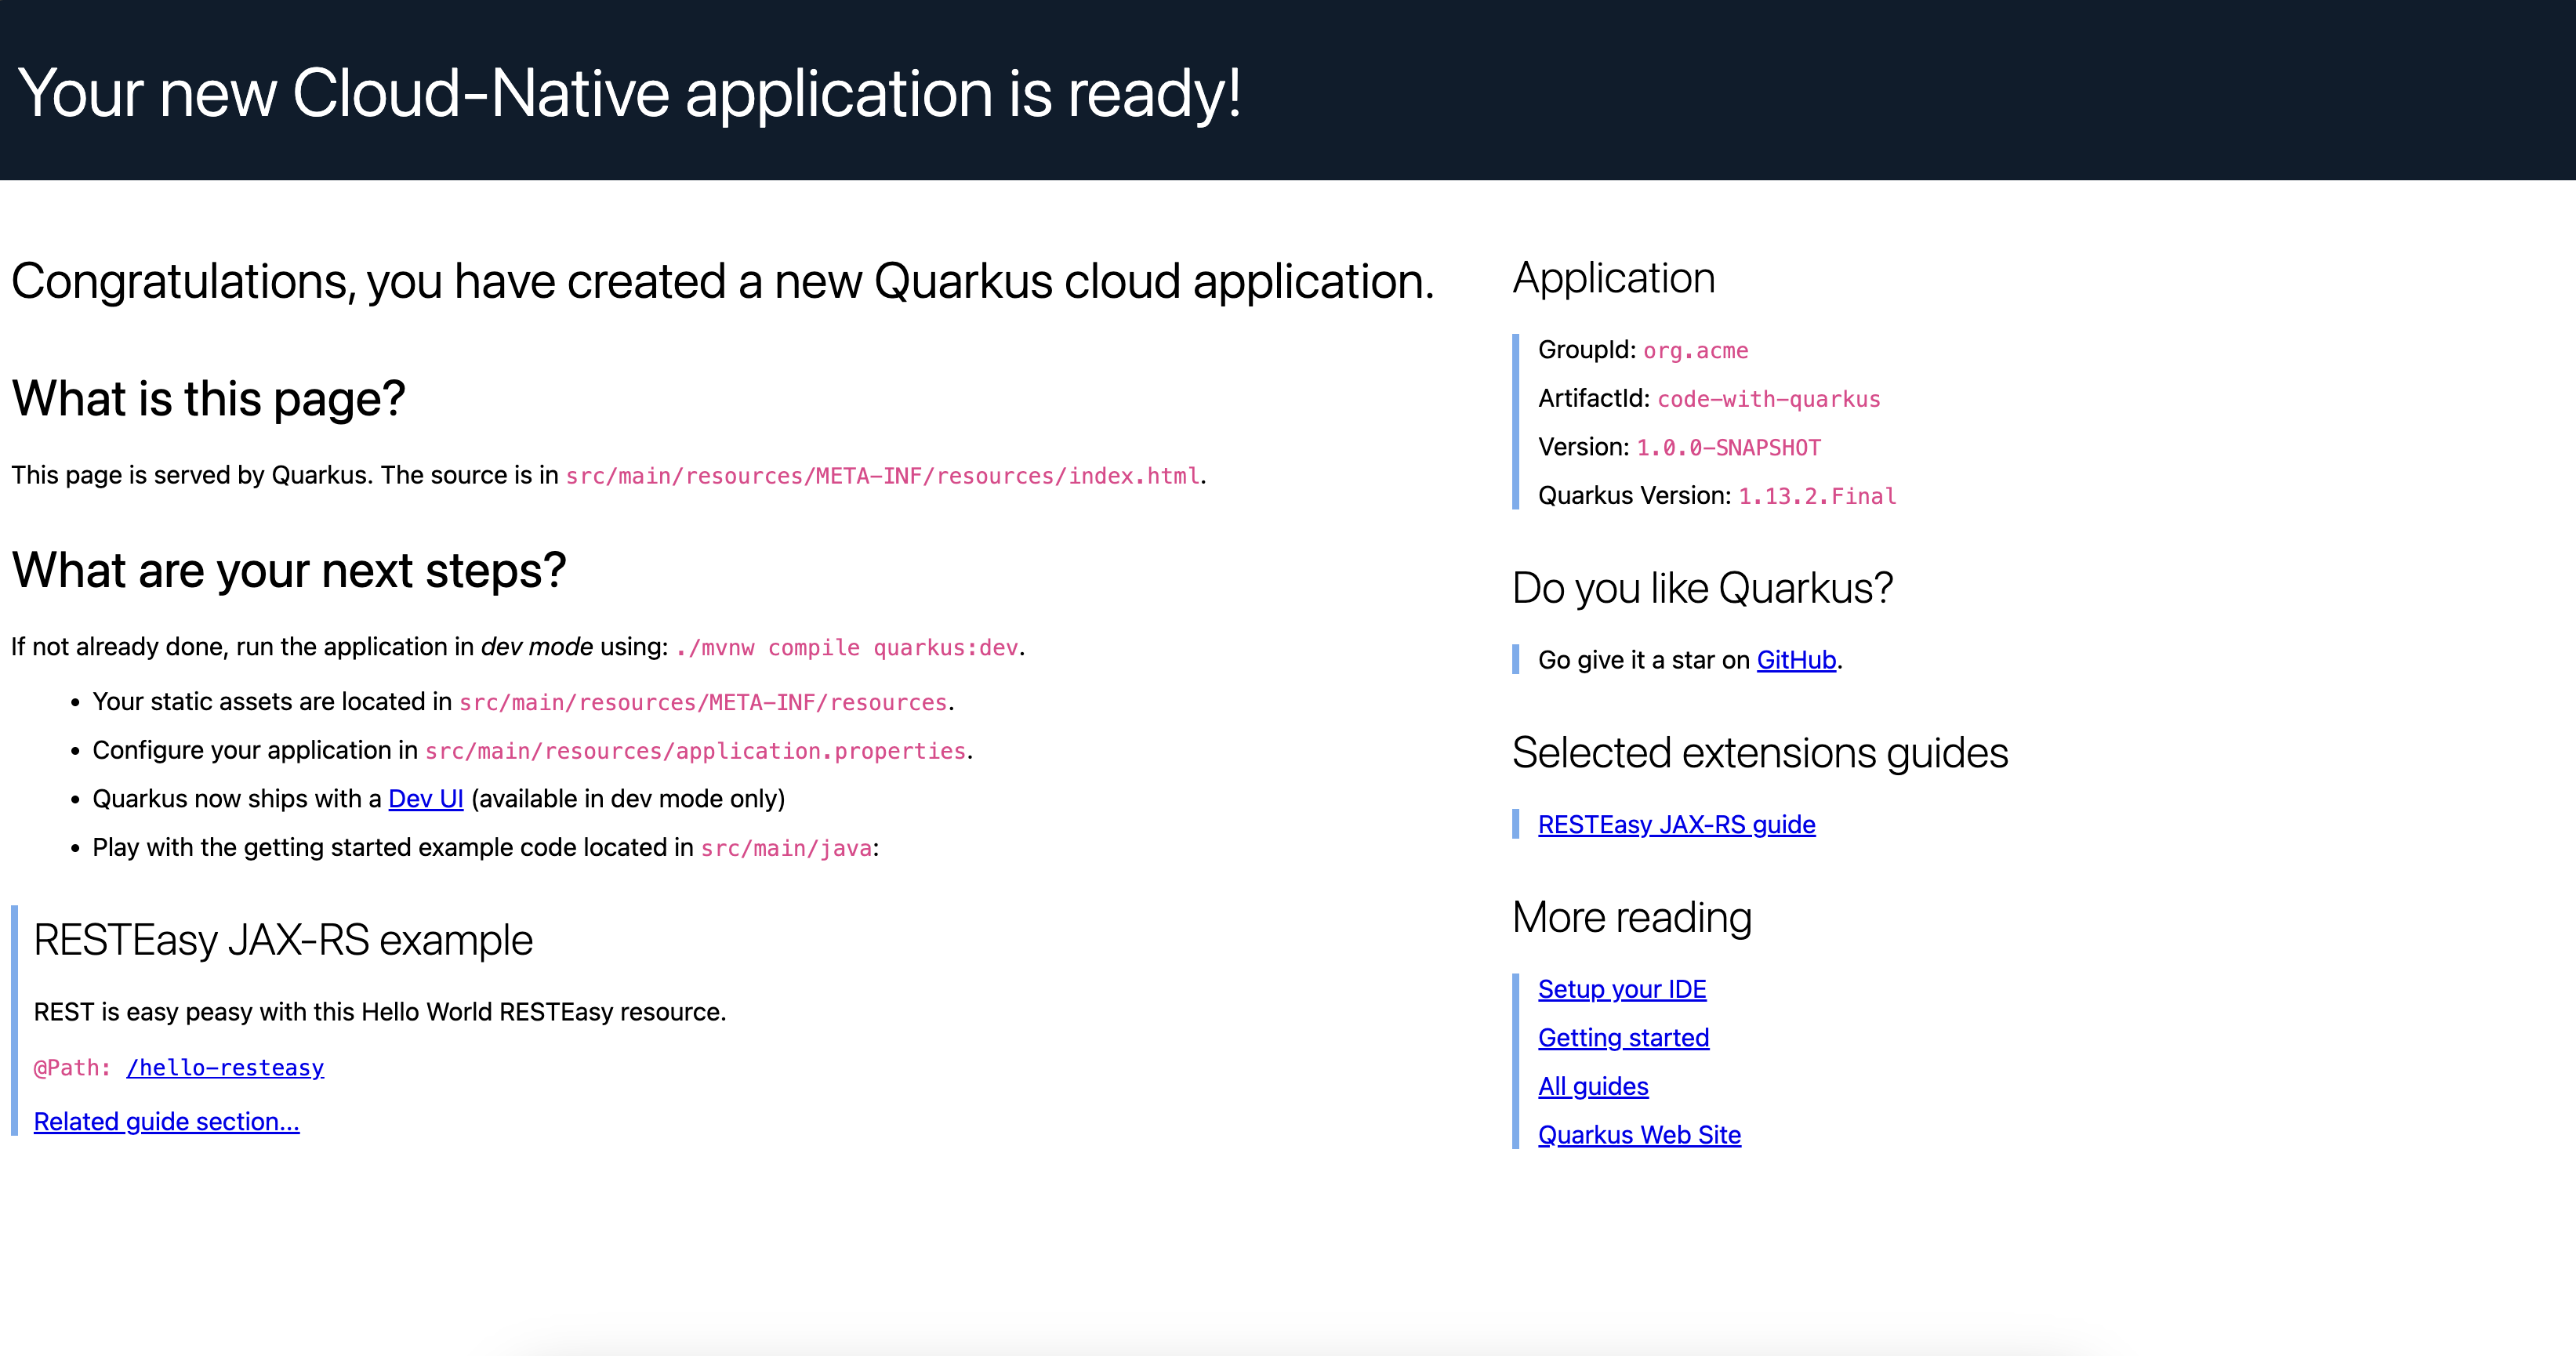 Your new Cloud-Native application is ready!
Congratulations, you have created a new Quarkus cloud application.
What is this page?
This page is served by Quarkus. The source is in src/main/resources/META-INF/resources/index.html.
What are your next steps?
If not already done, run the application in dev mode using: ./mvnw compile quarkus:dev.
• Your static assets are located in src/main/resources/META-INF/resources.
• Configure your application in src/main/resources/application.properties.
• Quarkus now ships with a Dev UI (available in dev mode only)
• Play with the getting started example code located in src/main/java:
RESTEasy JAX-RS example
REST is easy peasy with this Hello World RESTEasy resource.
@Path: /hello-resteasy
Related guide section...
Application
GroupId: org.acme
ArtifactId: code-with-quarkus
Version: 1.0.0-SNAPSHOT
Quarkus Version: 1.13.2.Final
Do you like Quarkus?
Go give it a star on GitHub.
Selected extensions guides
RESTEasy JAX-RS guide
More reading
Setup your IDE
Getting started
All guides
Quarkus Web Site